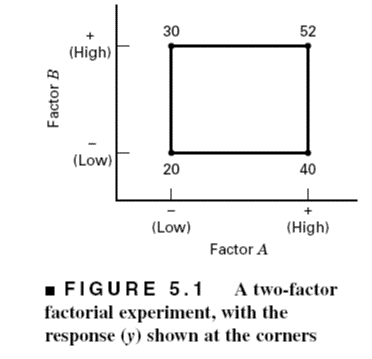 30 52
+
(High)
Factor B
−
(Low)
20 40
− +
(Low) (High)
Factor A
■ FIGURE 5.1 A two-factor
factorial experiment, with the
response (y) shown at the corners